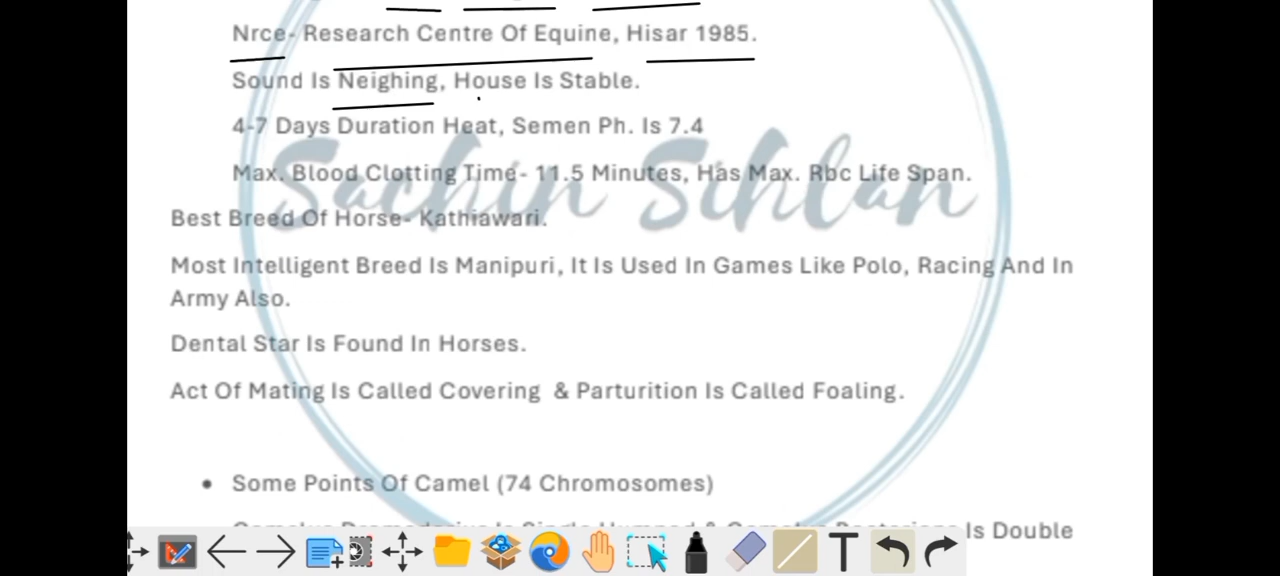 Nrce- Research Centre Of Equine, Hisar 1985.
Sound Is Neighing, House Is Stable.
4-7 Days Duration Heat, Semen Ph. Is 7.4
Max. Blood Clotting Time- 11.5 Minutes, Has Max. Rbc Life Span.
Sachin Sihlan
Best Breed Of Horse- Kathiawari.
Most Intelligent Breed Is Manipuri, It Is Used In Games Like Polo, Racing And In
Army Also.
Dental Star Is Found In Horses.
Act Of Mating Is Called Covering & Parturition Is Called Foaling.
• Some Points Of Camel (74 Chromosomes)
Is Double
T